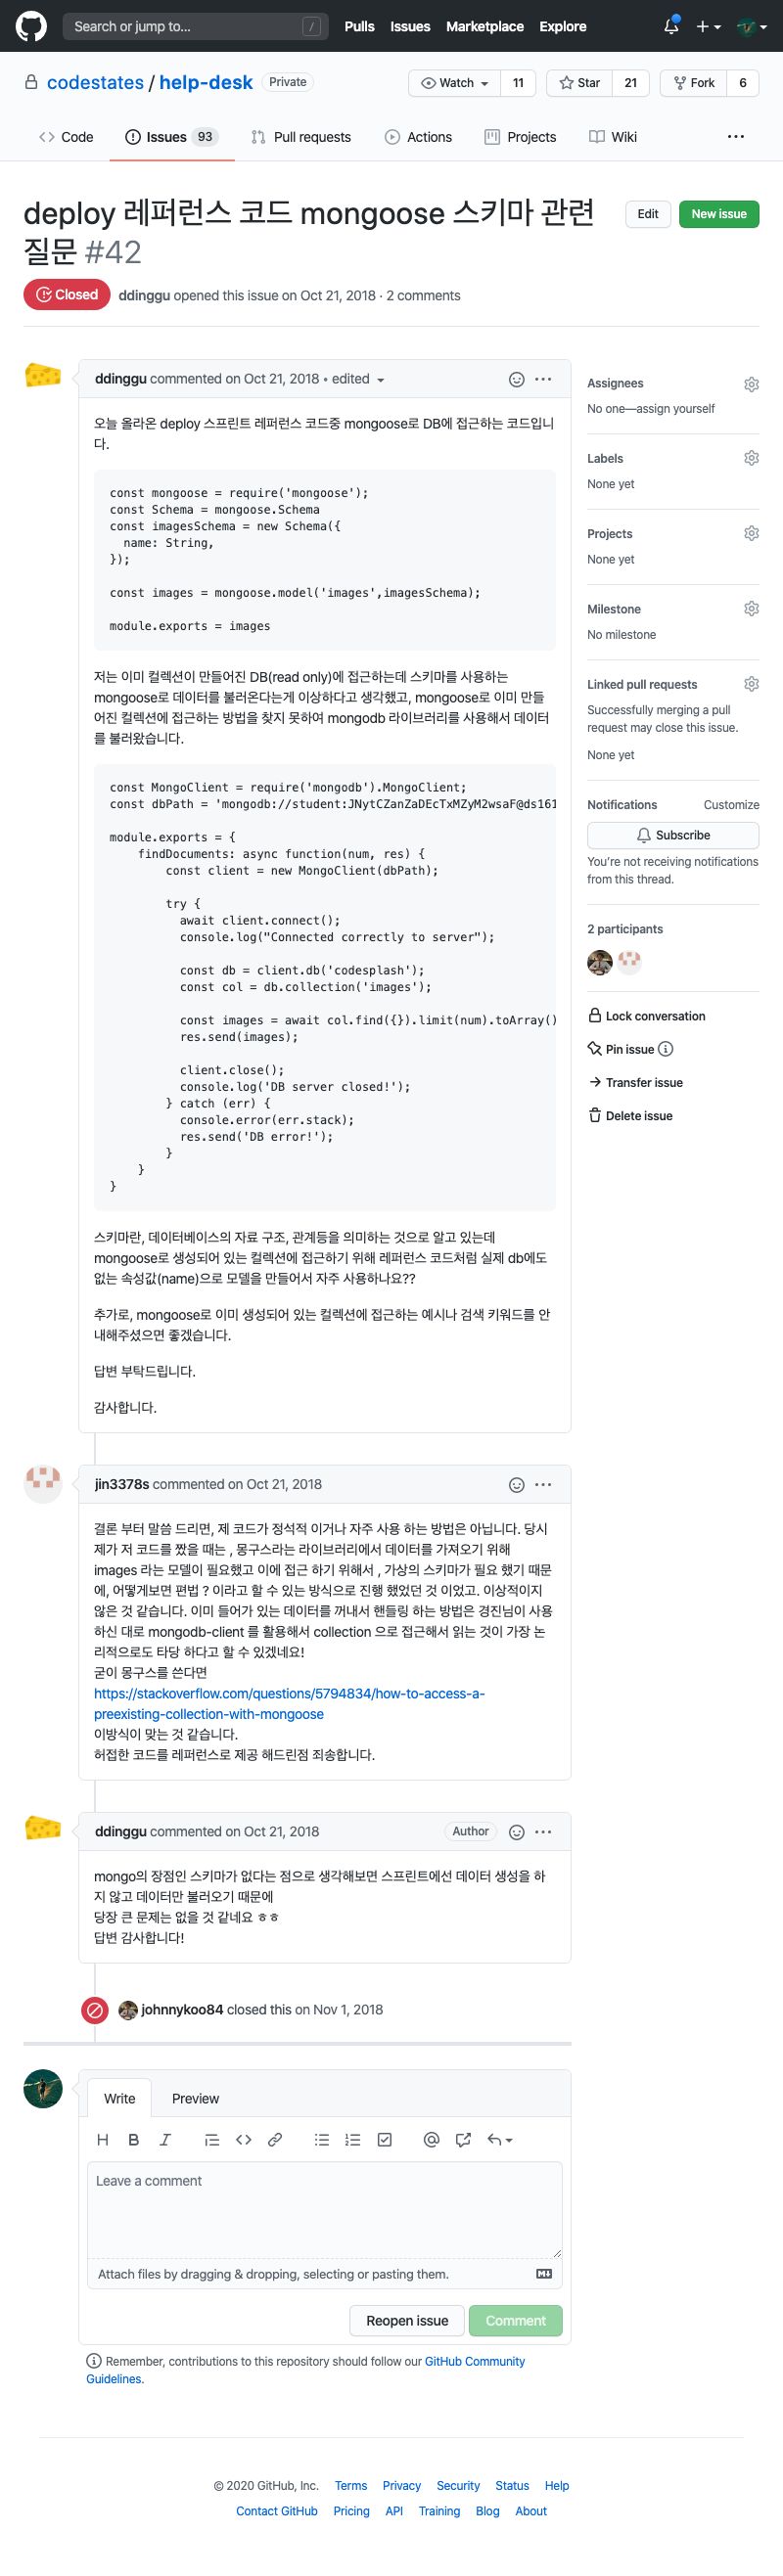 Search or jump to...
/
Pulls Issues Marketplace Explore
codestates / help-desk Private
Watch 11 Star 21 Fork 6
Code Issues 93 Pull requests Actions Projects Wiki
deploy 레퍼런스 코드 mongoose 스키마 관련
질문 #42
Edit New issue
Closed ddinggu opened this issue on Oct 21, 2018 · 2 comments
ddinggu commented on Oct 21, 2018 • edited
오늘 올라온 deploy 스프린트 레퍼런스 코드중 mongoose로 DB에 접근하는 코드입니
다.
const mongoose = require('mongoose');
const Schema = mongoose.Schema
const imagesSchema = new Schema({
  name: String,
});
const images = mongoose.model('images',imagesSchema);
module.exports = images
저는 이미 컬렉션이 만들어진 DB(read only)에 접근하는데 스키마를 사용하는
mongoose로 데이터를 불러온다는게 이상하다고 생각했고, mongoose로 이미 만들
어진 컬렉션에 접근하는 방법을 찾지 못하여 mongodb 라이브러리를 사용해서 데이터
를 불러왔습니다.
const MongoClient = require('mongodb').MongoClient;
const dbPath = 'mongodb://student:JNytCZanZaDEcTxMZyM2wsaF@ds161
module.exports = {
    findDocuments: async function(num, res) {
        const client = new MongoClient(dbPath);
        try {
          await client.connect();
          console.log("Connected correctly to server");
          const db = client.db('codesplash');
          const col = db.collection('images');
          const images = await col.find({}).limit(num).toArray()
          res.send(images);
          client.close();
          console.log('DB server closed!');
        } catch (err) {
          console.error(err.stack);
          res.send('DB error!');
        }
    }
}
스키마란, 데이터베이스의 자료 구조, 관계등을 의미하는 것으로 알고 있는데
mongoose로 생성되어 있는 컬렉션에 접근하기 위해 레퍼런스 코드처럼 실제 db에도
없는 속성값(name)으로 모델을 만들어서 자주 사용하나요??
추가로, mongoose로 이미 생성되어 있는 컬렉션에 접근하는 예시나 검색 키워드를 안
내해주셨으면 좋겠습니다.
답변 부탁드립니다.
감사합니다.
Assignees
No one—assign yourself
Labels
None yet
Projects
None yet
Milestone
No milestone
Linked pull requests
Successfully merging a pull
request may close this issue.
None yet
Notifications Customize
Subscribe
You're not receiving notifications
from this thread.
2 participants
Lock conversation
Pin issue
Transfer issue
Delete issue
jin3378s commented on Oct 21, 2018
결론 부터 말씀 드리면, 제 코드가 정석적 이거나 자주 사용 하는 방법은 아닙니다. 당시
제가 저 코드를 짰을 때는 , 몽구스라는 라이브러리에서 데이터를 가져오기 위해
images 라는 모델이 필요했고 이에 접근 하기 위해서 , 가상의 스키마가 필요 했기 때문
에, 어떻게보면 편법 ? 이라고 할 수 있는 방식으로 진행 했었던 것 이었고. 이상적이지
않은 것 같습니다. 이미 들어가 있는 데이터를 꺼내서 핸들링 하는 방법은 경진님이 사용
하신 대로 mongodb-client 를 활용해서 collection 으로 접근해서 읽는 것이 가장 논
리적으로도 타당 하다고 할 수 있겠네요!
굳이 몽구스를 쓴다면
https://stackoverflow.com/questions/5794834/how-to-access-a-
preexisting-collection-with-mongoose
이방식이 맞는 것 같습니다.
허접한 코드를 레퍼런스로 제공 해드린점 죄송합니다.
ddinggu commented on Oct 21, 2018 Author
mongo의 장점인 스키마가 없다는 점으로 생각해보면 스프린트에선 데이터 생성을 하
지 않고 데이터만 불러오기 때문에
당장 큰 문제는 없을 것 같네요 ㅎㅎ
답변 감사합니다!
johnnykoo84 closed this on Nov 1, 2018
Write Preview
Leave a comment
Attach files by dragging & dropping, selecting or pasting them.
Reopen issue Comment
Remember, contributions to this repository should follow our GitHub Community
Guidelines.
© 2020 GitHub, Inc. Terms Privacy Security Status Help
Contact GitHub Pricing API Training Blog About